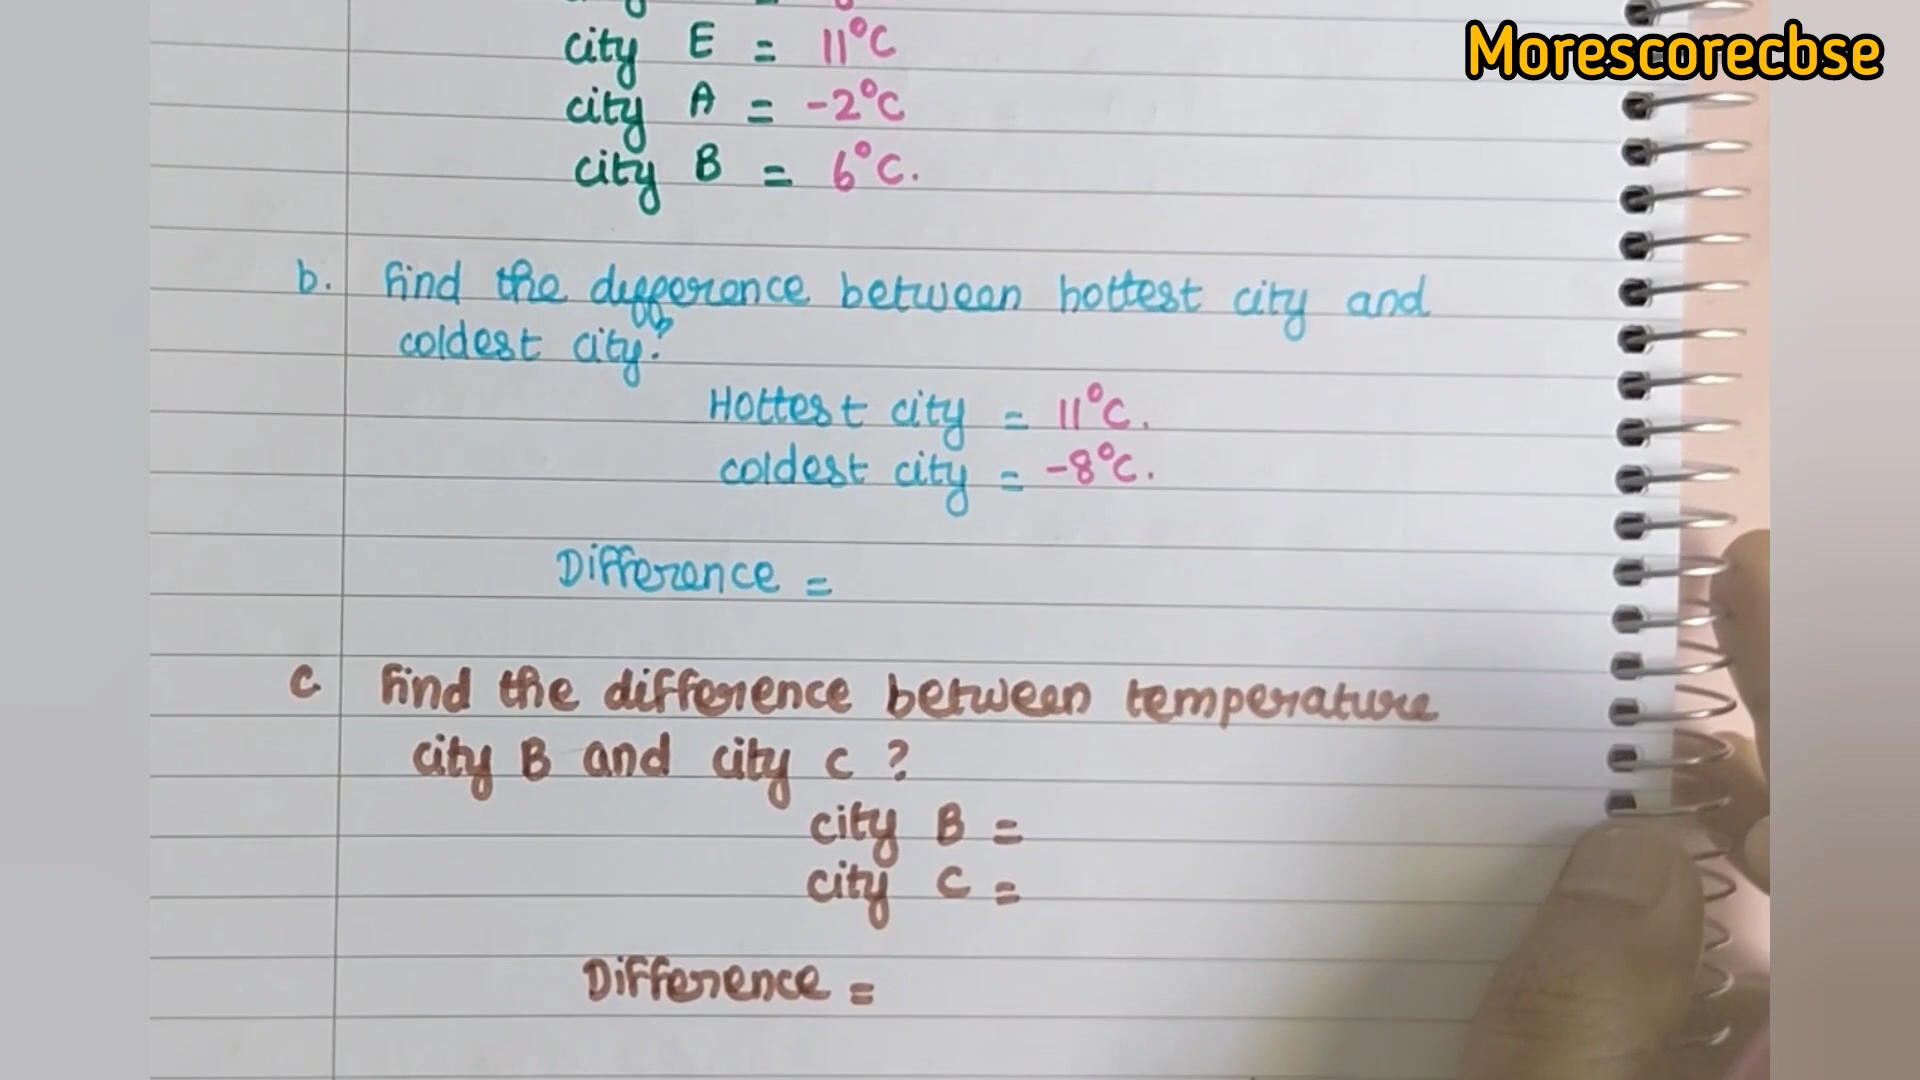 Morescorecbse
city E = 11°C
city A = -2°C
city B = 6°C.
b. Find the difference between hottest city and
coldest city?
Hottest city = 11°C.
coldest city = -8°C.
Difference =
c. Find the difference between temperature
city B and city c ?
city B =
city c =
Difference =